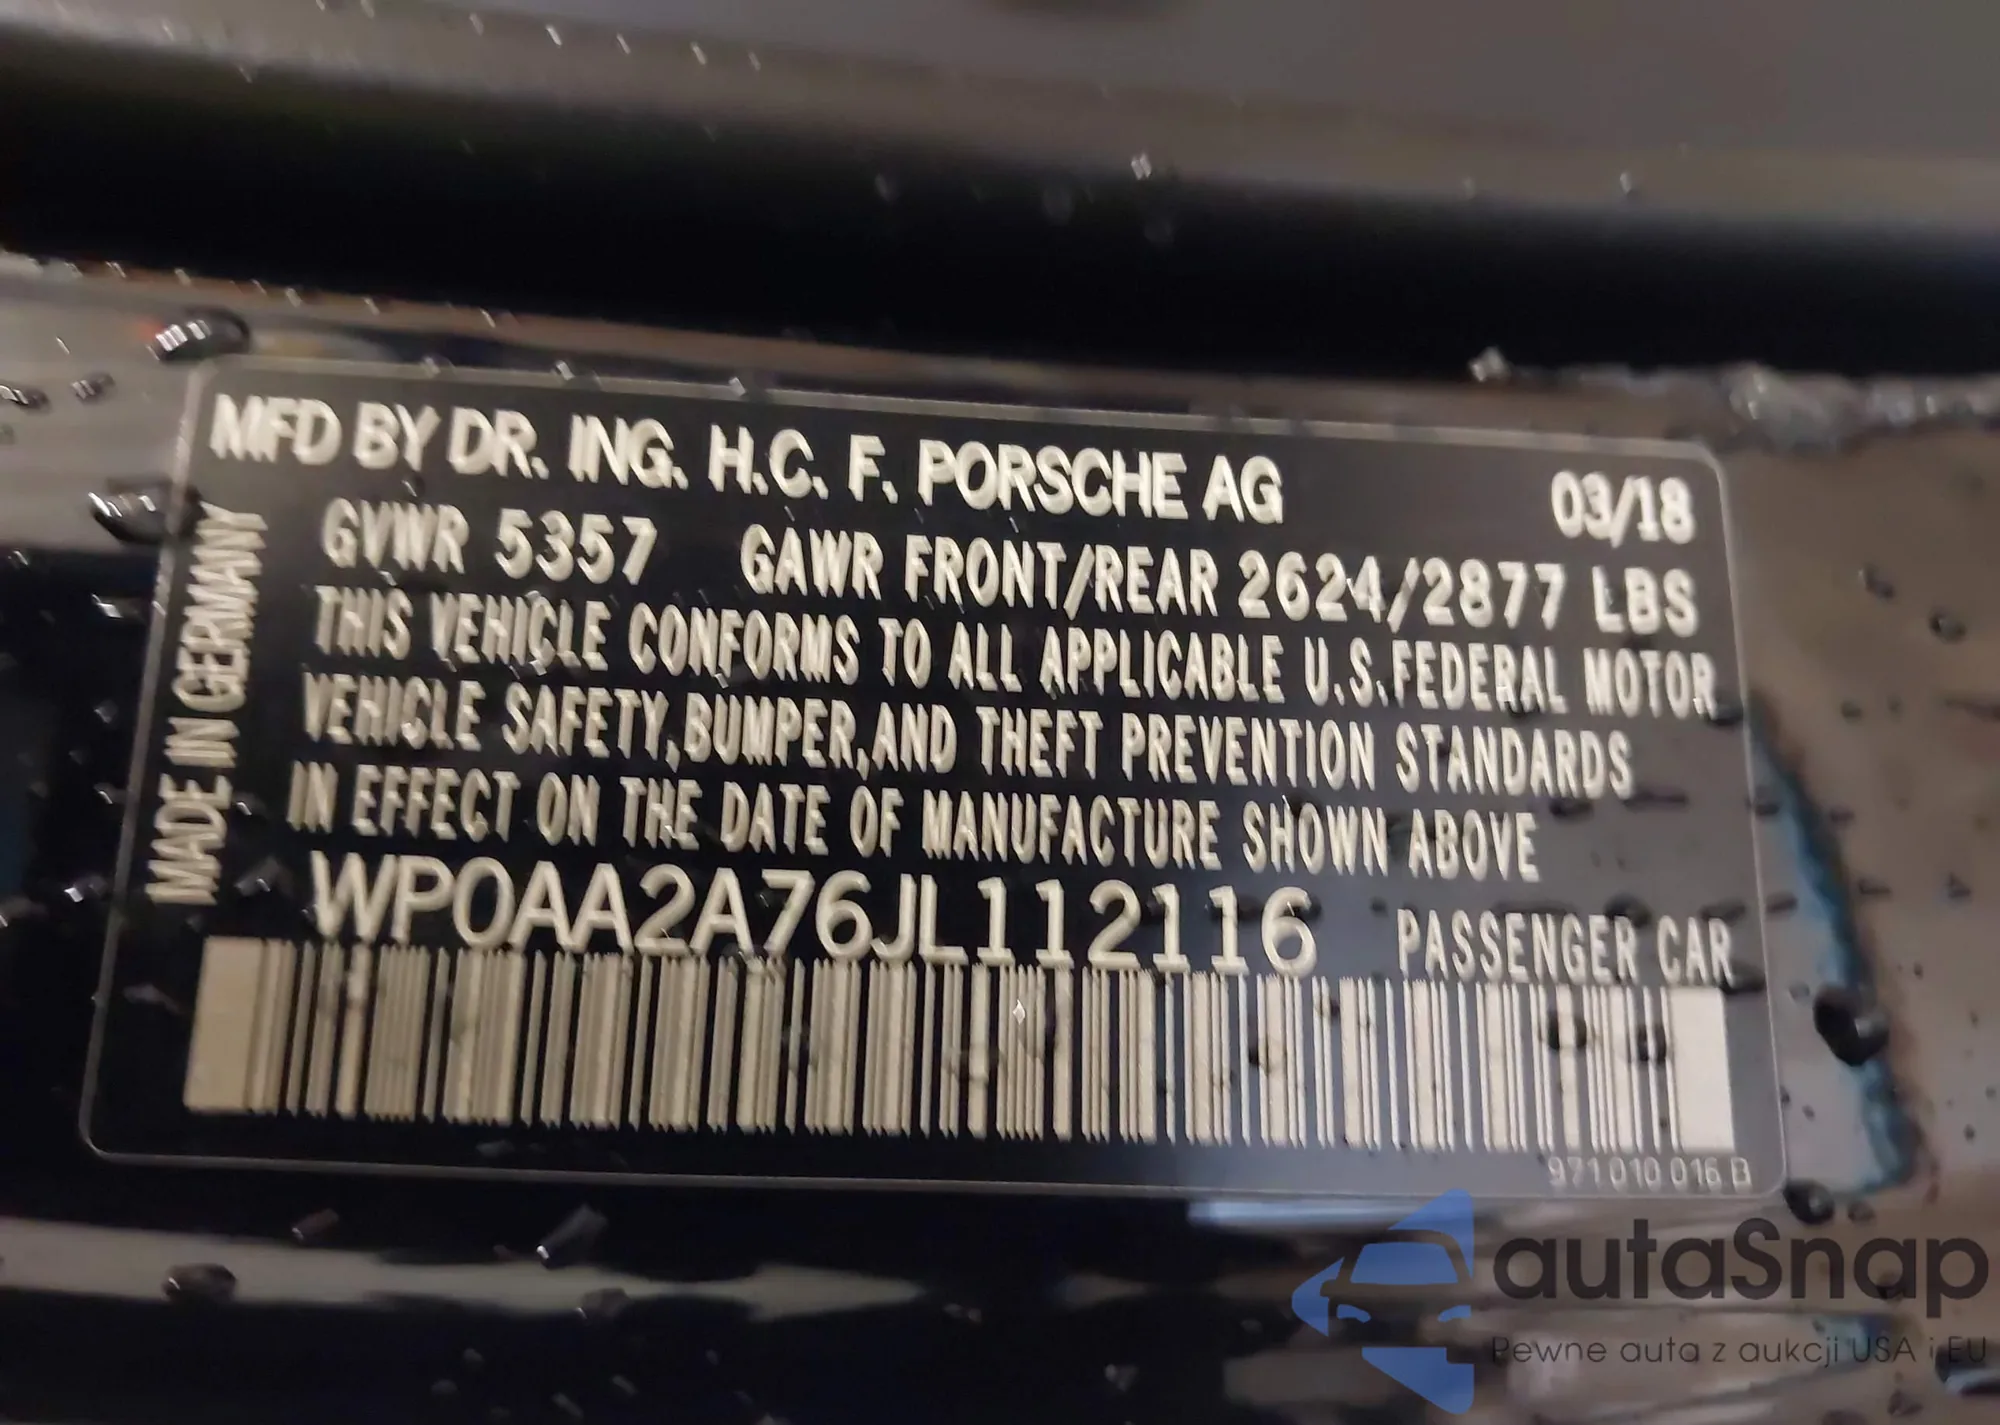 MFD BY DR. ING. H.C. F. PORSCHE AG 03/18
GVWR 5357 GAWR FRONT/REAR 2624/2877 LBS
THIS VEHICLE CONFORMS TO ALL APPLICABLE U.S.FEDERAL MOTOR
VEHICLE SAFETY,BUMPER,AND THEFT PREVENTION STANDARDS
IN EFFECT ON THE DATE OF MANUFACTURE SHOWN ABOVE
WP0AA2A76JL112116 PASSENGER CAR
MADE IN GERMANY
971 010 016 B
autaSnap
Pewne auta z aukcji USA i EU